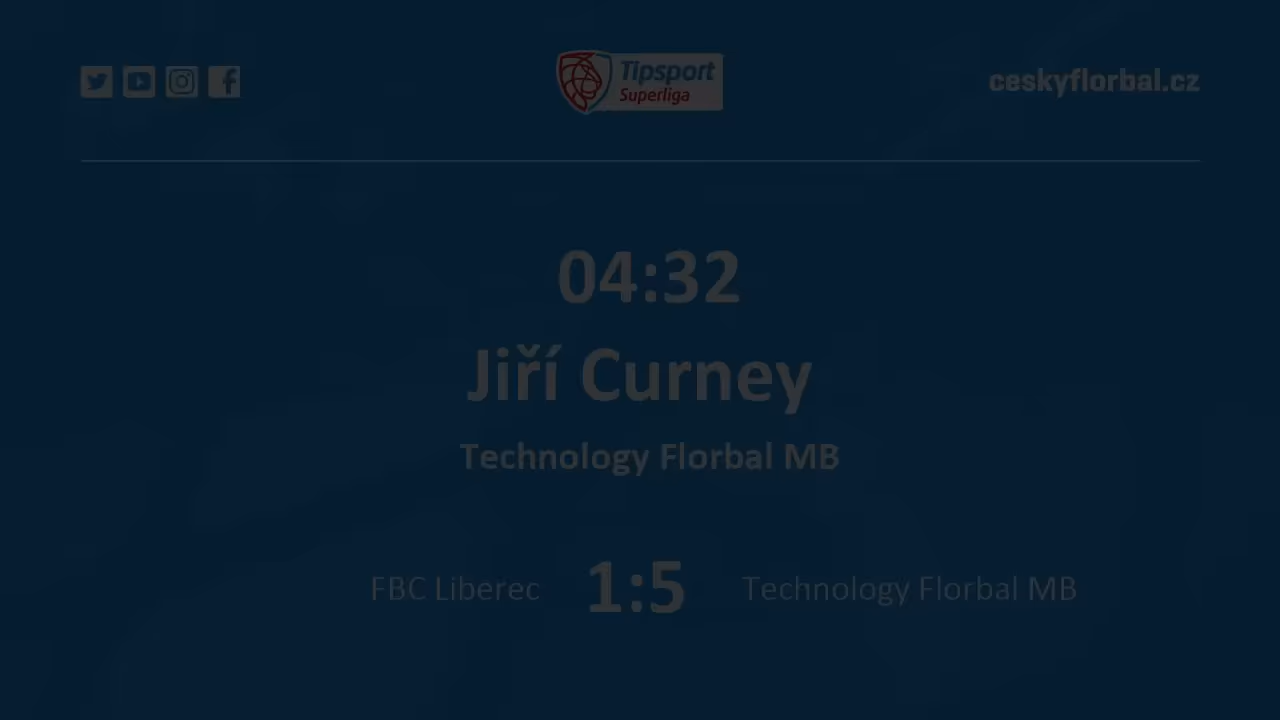 Tipsport
Superliga
ceskyflorbal.cz
04:32
Jiří Curney
Technology Florbal MB
FBC Liberec 1:5 Technology Florbal MB